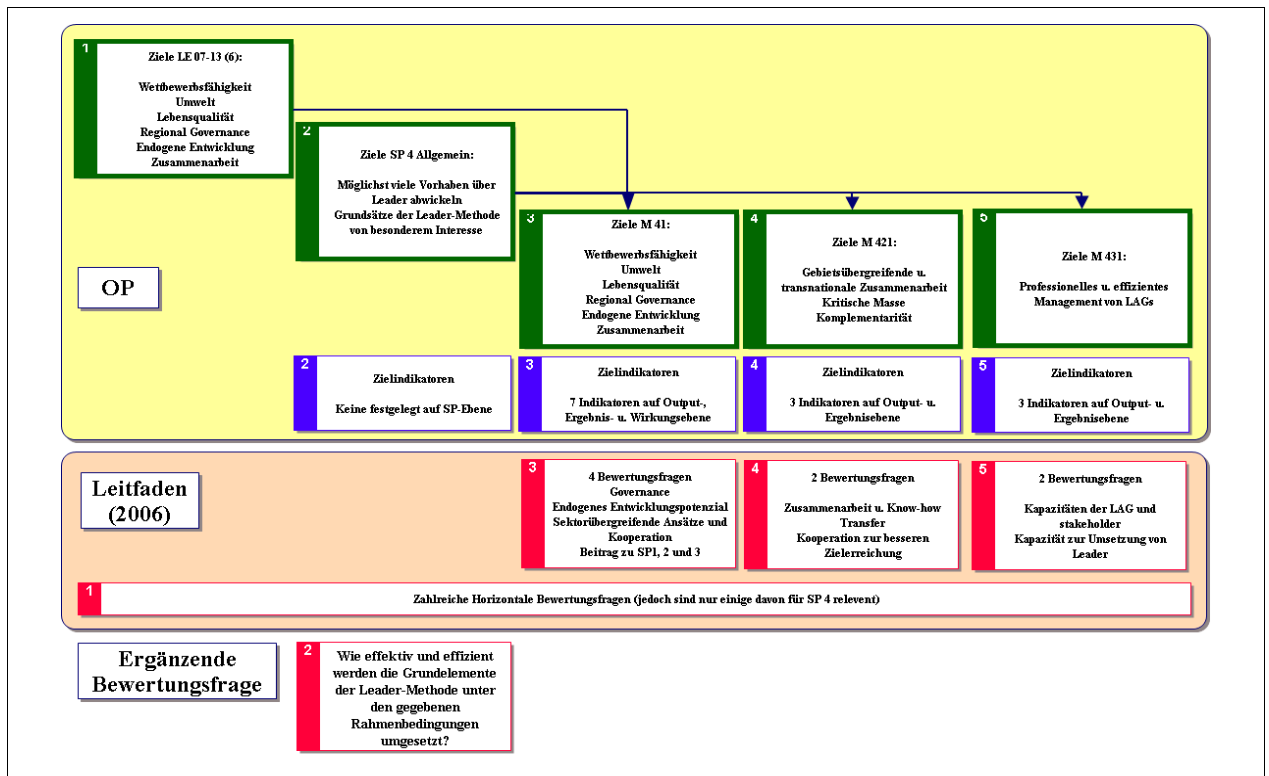 1
Ziele LE 07-13 (6):
Wettbewerbsfähigkeit
Umwelt
Lebensqualität
Regional Governance
Endogene Entwicklung
Zusammenarbeit
2
Ziele SP 4 Allgemein:
Möglichst viele Vorhaben über
Leader abwickeln
Grundsätze der Leader-Methode
von besonderem Interesse
3
Ziele M 41:
Wettbewerbsfähigkeit
Umwelt
Lebensqualität
Regional Governance
Endogene Entwicklung
Zusammenarbeit
4
Ziele M 421:
Gebietsübergreifende u.
transnationale Zusammenarbeit
Kritische Masse
Komplementarität
5
Ziele M 431:
Professionelles u. effizientes
Management von LAGs
OP
2
Zielindikatoren
Keine festgelegt auf SP-Ebene
3
Zielindikatoren
7 Indikatoren auf Output-,
Ergebnis- u. Wirkungsebene
4
Zielindikatoren
3 Indikatoren auf Output- u.
Ergebnisebene
5
Zielindikatoren
3 Indikatoren auf Output- u.
Ergebnisebene
Leitfaden
(2006)
3
4 Bewertungsfragen
Governance
Endogenes Entwicklungspotenzial
Sektorübergreifende Ansätze und
Kooperation
Beitrag zu SP1, 2 und 3
4
2 Bewertungsfragen
Zusammenarbeit u. Know-how
Transfer
Kooperation zur besseren
Zielerreichung
5
2 Bewertungsfragen
Kapazitäten der LAG und
stakeholder
Kapazität zur Umsetzung von
Leader
1
Zahlreiche Horizontale Bewertungsfragen (jedoch sind nur einige davon für SP 4 relevent)
Ergänzende
Bewertungsfrage
2
Wie effektiv und effizient
werden die Grundelemente
der Leader-Methode unter
den gegebenen
Rahmenbedingungen
umgesetzt?